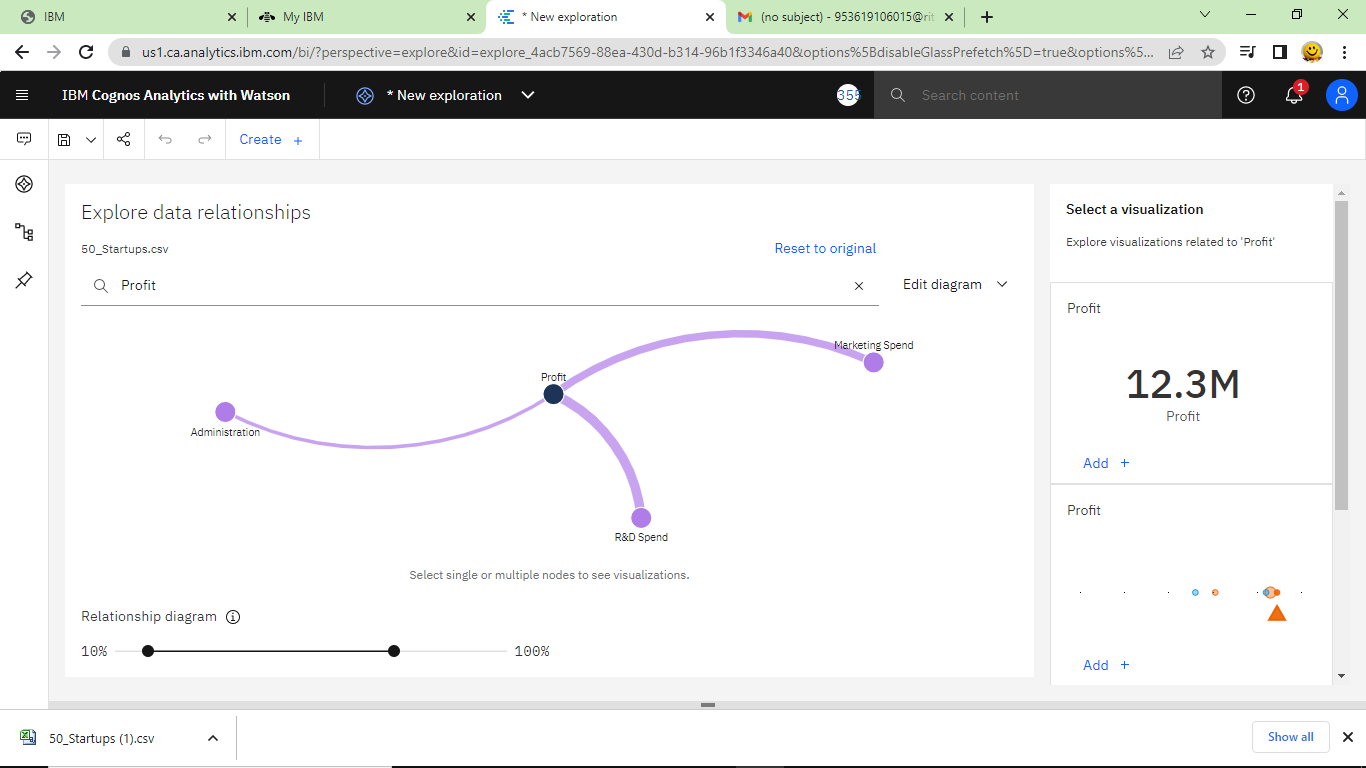 IBM
My IBM
* New exploration
(no subject) - 953619106015@rit
us1.ca.analytics.ibm.com/bi/?perspective=explore&id=explore_4acb7569-88ea-430d-b314-96b1f3346a40&options%5BdisableGlassPrefetch%5D=true&options%5...
IBM Cognos Analytics with Watson
* New exploration
355
Search content
1
Create +
Explore data relationships
50_Startups.csv
Reset to original
Profit
Edit diagram
Marketing Spend
Profit
Administration
R&D Spend
Select single or multiple nodes to see visualizations.
Relationship diagram
10%
100%
Select a visualization
Explore visualizations related to 'Profit'
Profit
12.3M
Profit
Add +
Profit
Add +
50_Startups (1).csv
Show all